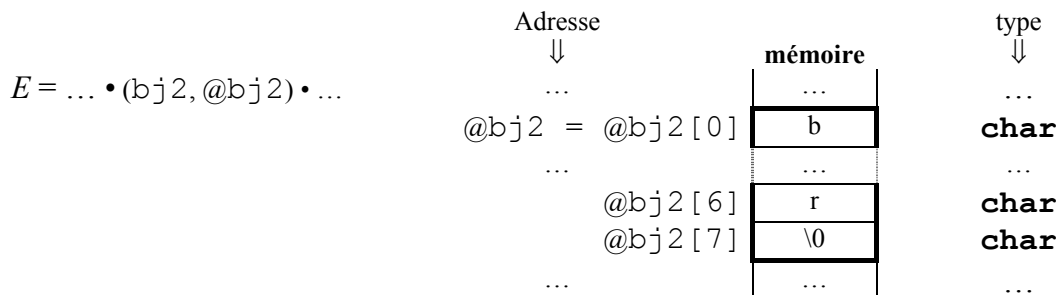 Adresse type
⇓ mémoire ⇓
E = … • (bj2, @bj2) • … … … …
@bj2 = @bj2[0] b char
… … …
@bj2[6] r char
@bj2[7] \0 char
… … …